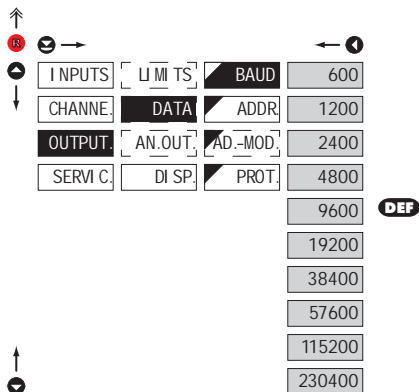 R
INPUTS LIMITS BAUD 600
CHANNE. DATA ADDR. 1200
OUTPUT. AN.OUT. AD.-MOD. 2400
SERVIC. DISP. PROT. 4800
9600 DEF
19200
38400
57600
115200
230400